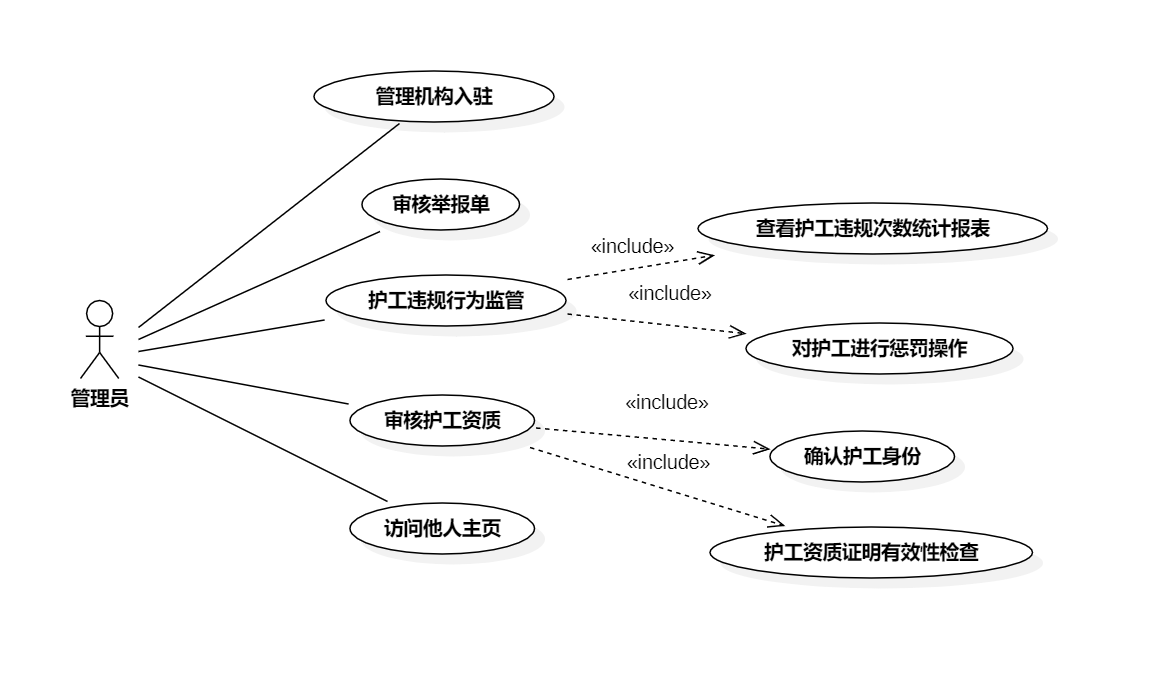 管理机构入驻
审核举报单
查看护工违规次数统计报表
«include»
护工违规行为监管
«include»
对护工进行惩罚操作
管理员
«include»
审核护工资质
确认护工身份
«include»
访问他人主页
护工资质证明有效性检查